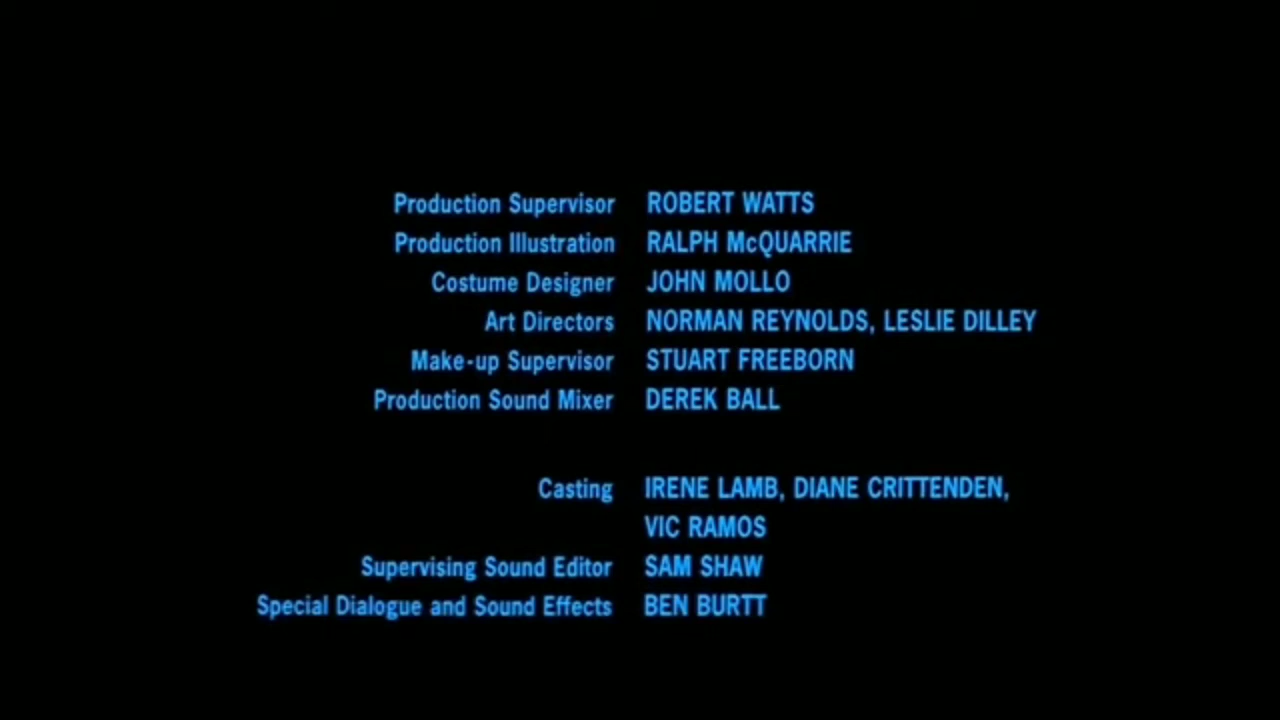 Production Supervisor ROBERT WATTS
Production Illustration RALPH McQUARRIE
Costume Designer JOHN MOLLO
Art Directors NORMAN REYNOLDS, LESLIE DILLEY
Make-up Supervisor STUART FREEBORN
Production Sound Mixer DEREK BALL
Casting IRENE LAMB, DIANE CRITTENDEN,
VIC RAMOS
Supervising Sound Editor SAM SHAW
Special Dialogue and Sound Effects BEN BURTT